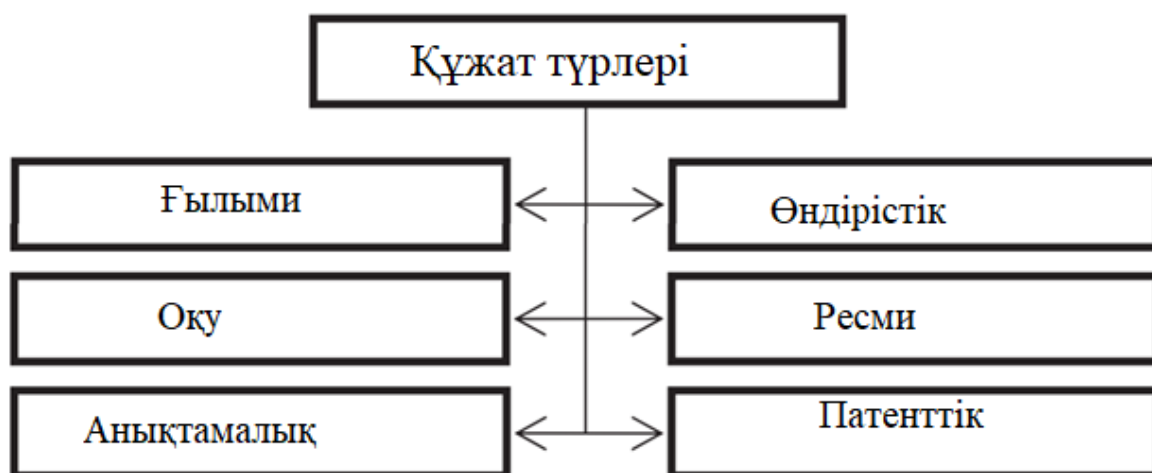 Құжат түрлері
Ғылыми
Өндірістік
Оқу
Ресми
Анықтамалық
Патенттік